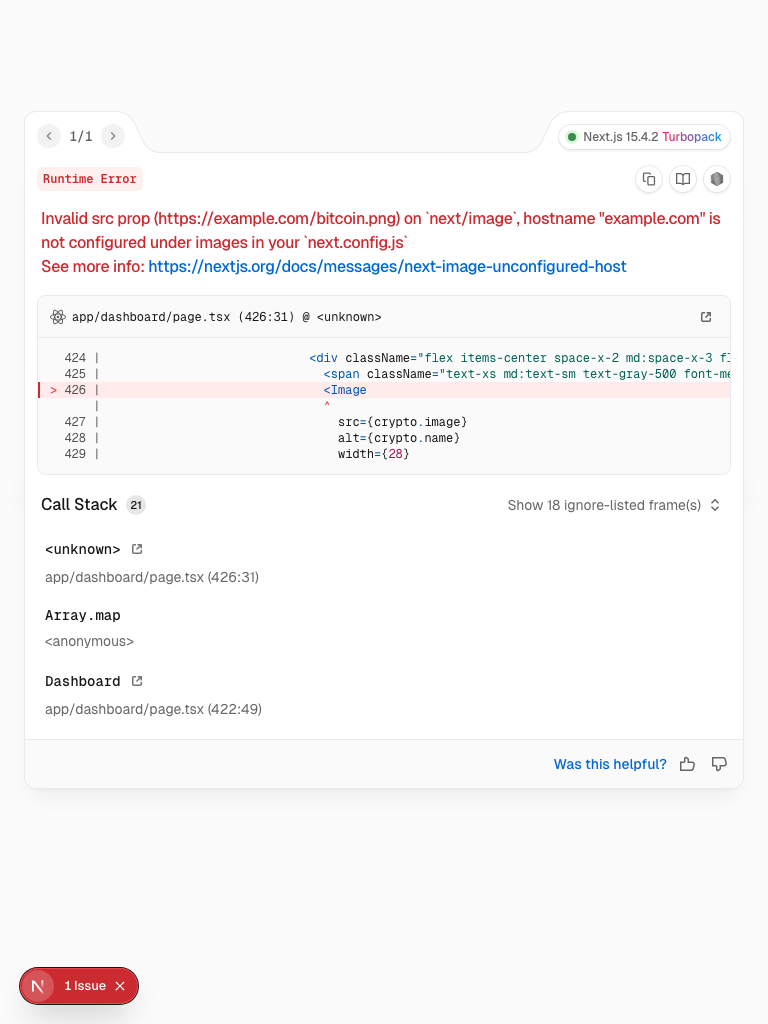 1/1
Next.js 15.4.2 Turbopack
Runtime Error
Invalid src prop (https://example.com/bitcoin.png) on `next/image`, hostname "example.com" is
not configured under images in your `next.config.js`
See more info: https://nextjs.org/docs/messages/next-image-unconfigured-host
app/dashboard/page.tsx (426:31) @ <unknown>
424 | <div className="flex items-center space-x-2 md:space-x-3 fl
425 | <span className="text-xs md:text-sm text-gray-500 font-me
> 426 | <Image
| ^
427 | src={crypto.image}
428 | alt={crypto.name}
429 | width={28}
Call Stack 21
Show 18 ignore-listed frame(s)
<unknown>
app/dashboard/page.tsx (426:31)
Array.map
<anonymous>
Dashboard
app/dashboard/page.tsx (422:49)
Was this helpful?
N 1 Issue